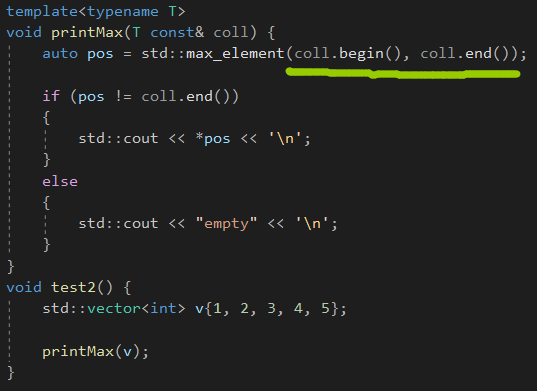 template<typename T>
void printMax(T const& coll) {
    auto pos = std::max_element(coll.begin(), coll.end());

    if (pos != coll.end())
    {
        std::cout << *pos << '\n';
    }
    else
    {
        std::cout << "empty" << '\n';
    }
}
void test2() {
    std::vector<int> v{1, 2, 3, 4, 5};

    printMax(v);
}